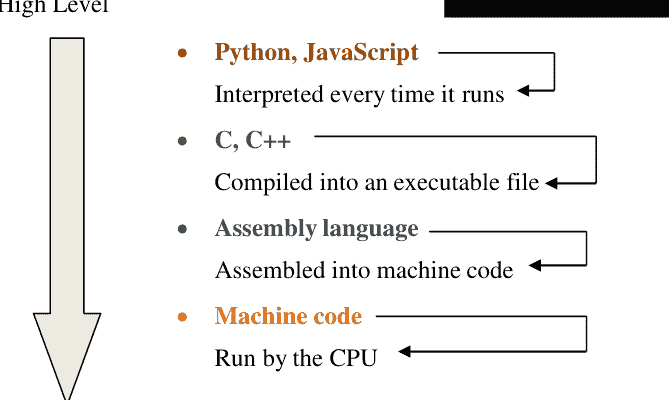 High Level
• Python, JavaScript
Interpreted every time it runs
• C, C++
Compiled into an executable file
• Assembly language
Assembled into machine code
• Machine code
Run by the CPU